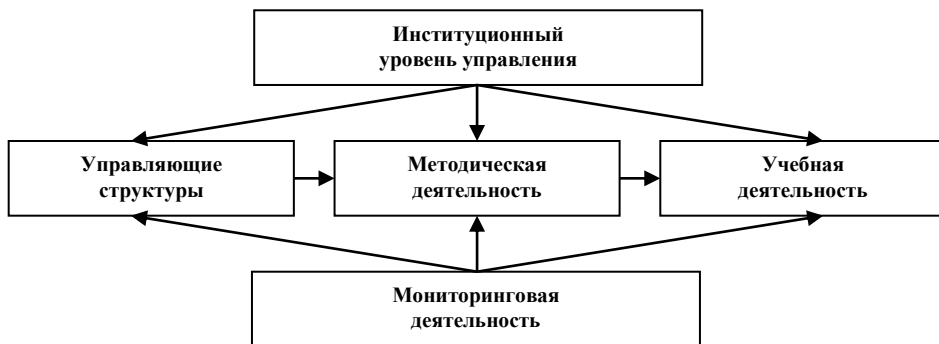 Институционный
уровень управления
Управляющие
структуры
Методическая
деятельность
Учебная
деятельность
Мониторинговая
деятельность